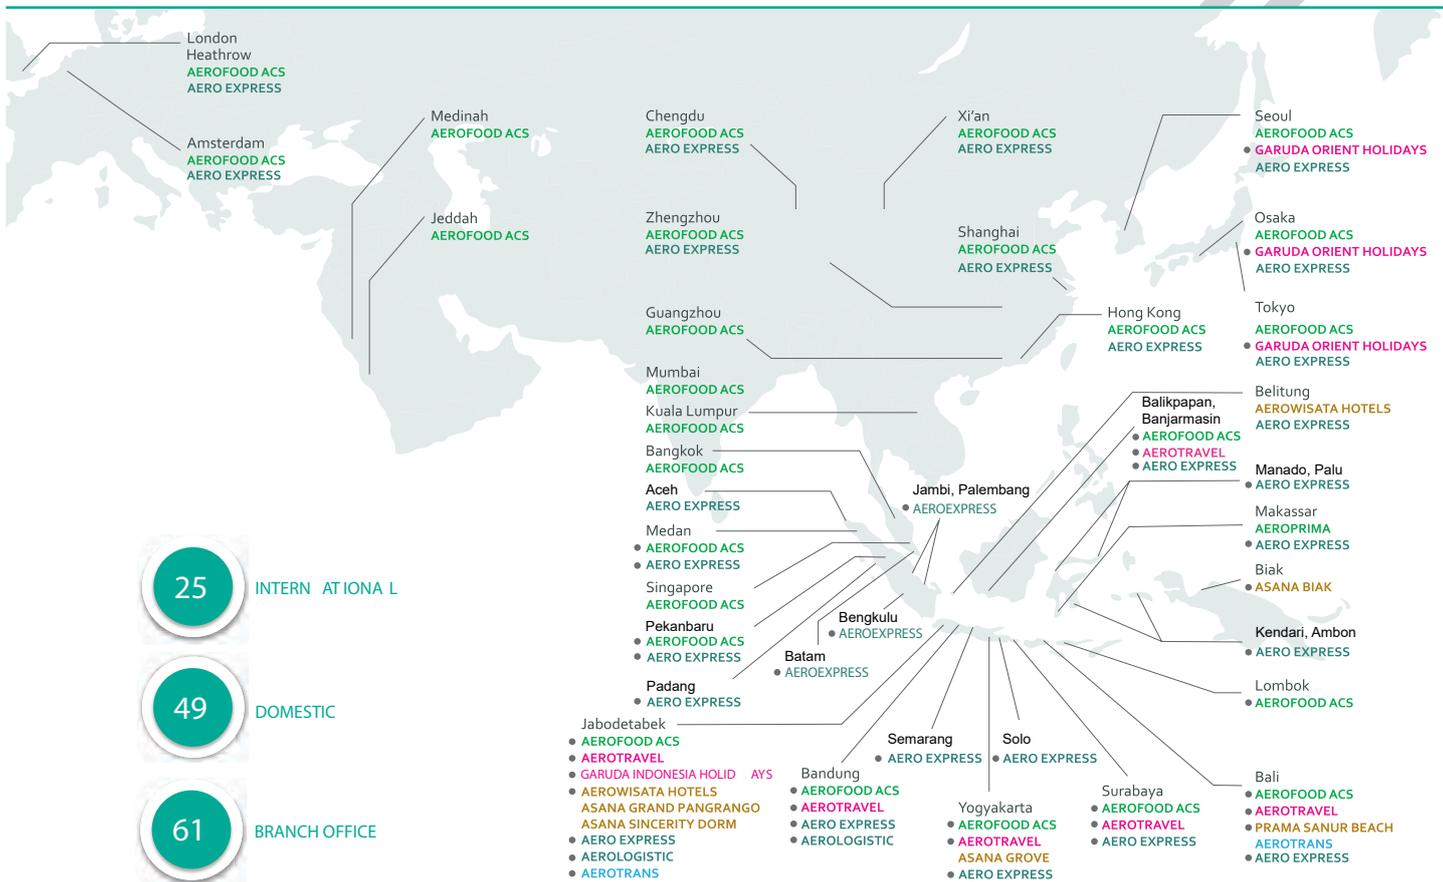 London
Heathrow
AEROFOOD ACS
AERO EXPRESS
Amsterdam
AEROFOOD ACS
AERO EXPRESS
Medinah
AEROFOOD ACS
Jeddah
AEROFOOD ACS
Chengdu
AEROFOOD ACS
AERO EXPRESS
Zhengzhou
AEROFOOD ACS
AERO EXPRESS
Guangzhou
AEROFOOD ACS
Mumbai
AEROFOOD ACS
Kuala Lumpur
AEROFOOD ACS
Bangkok
AEROFOOD ACS
Aceh
AERO EXPRESS
Medan
• AEROFOOD ACS
• AERO EXPRESS
Singapore
AEROFOOD ACS
Pekanbaru
• AEROFOOD ACS
• AERO EXPRESS
Padang
• AERO EXPRESS
Xi'an
AEROFOOD ACS
AERO EXPRESS
Shanghai
AEROFOOD ACS
AERO EXPRESS
Hong Kong
AEROFOOD ACS
AERO EXPRESS
Seoul
AEROFOOD ACS
• GARUDA ORIENT HOLIDAYS
AERO EXPRESS
Osaka
AEROFOOD ACS
• GARUDA ORIENT HOLIDAYS
AERO EXPRESS
Tokyo
AEROFOOD ACS
• GARUDA ORIENT HOLIDAYS
AERO EXPRESS
Belitung
AEROWISATA HOTELS
AERO EXPRESS
Balikpapan,
Banjarmasin
• AEROFOOD ACS
• AEROTRAVEL
• AERO EXPRESS
Manado, Palu
• AERO EXPRESS
Makassar
AEROPRIMA
• AERO EXPRESS
Biak
• ASANA BIAK
Kendari, Ambon
• AERO EXPRESS
Lombok
• AEROFOOD ACS
Jambi, Palembang
• AEROEXPRESS
Bengkulu
• AEROEXPRESS
Batam
• AEROEXPRESS
Jabodetabek
• AEROFOOD ACS
• AEROTRAVEL
• GARUDA INDONESIA HOLID AYS
• AEROWISATA HOTELS
ASANA GRAND PANGRANGO
ASANA SINCERITY DORM
• AERO EXPRESS
• AEROLOGISTIC
• AEROTRANS
Bandung
• AEROFOOD ACS
• AEROTRAVEL
• AERO EXPRESS
• AEROLOGISTIC
Semarang
• AERO EXPRESS
Solo
• AERO EXPRESS
Yogyakarta
• AEROFOOD ACS
• AEROTRAVEL
ASANA GROVE
• AERO EXPRESS
Surabaya
• AEROFOOD ACS
• AEROTRAVEL
• AERO EXPRESS
Bali
• AEROFOOD ACS
• AEROTRAVEL
• PRAMA SANUR BEACH
AEROTRANS
• AERO EXPRESS
25 INTERN AT IONA L
49 DOMESTIC
61 BRANCH OFFICE